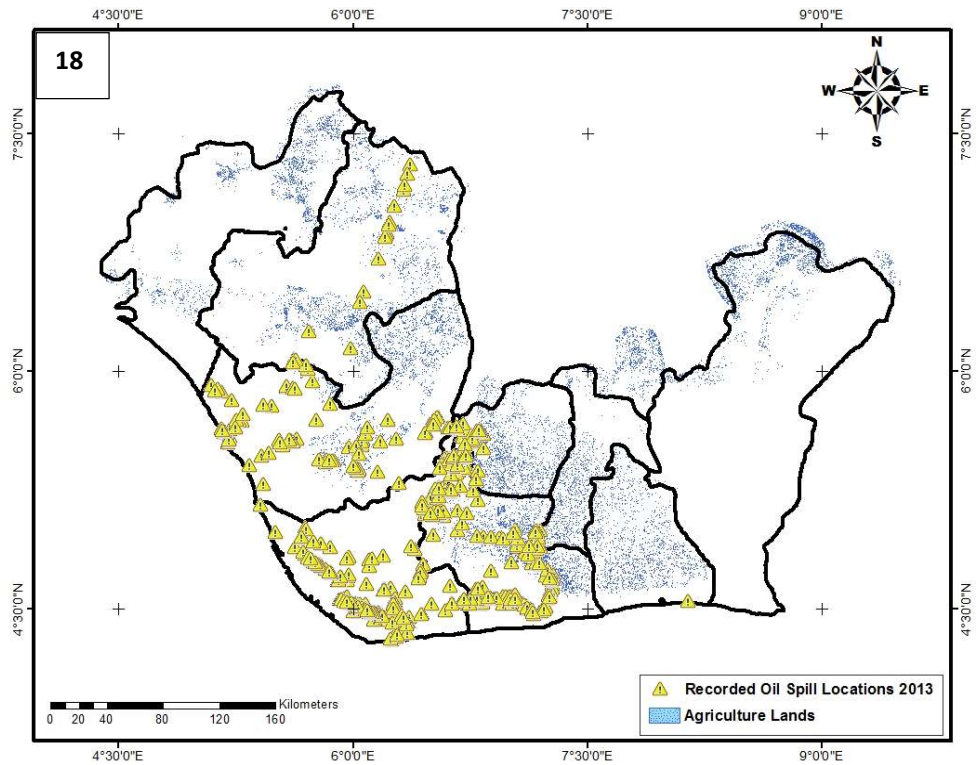 4°30'0"E 6°0'0"E 7°30'0"E 9°0'0"E
18
N
W E
S
7°30'0"N 7°30'0"N
6°0'0"N 6°0'0"N
4°30'0"N 4°30'0"N
Kilometers
0 20 40 80 120 160
Recorded Oil Spill Locations 2013
Agriculture Lands
4°30'0"E 6°0'0"E 7°30'0"E 9°0'0"E